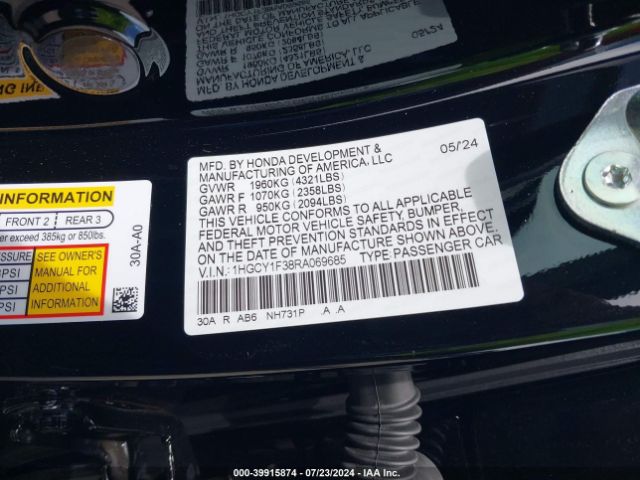 MFD. BY HONDA DEVELOPMENT & 05/24
MANUFACTURING OF AMERICA, LLC
GVWR 1960KG (4321LBS)
GAWR F 1070KG (2358LBS)
GAWR R 950KG (2094LBS)
THIS VEHICLE CONFORMS TO ALL APPLICABLE
FEDERAL MOTOR VEHICLE SAFETY, BUMPER,
AND THEFT PREVENTION STANDARDS IN EFFECT
ON THE DATE OF MANUFACTURE SHOWN ABOVE.
V.I.N.: 1HGCY1F38RA069685 TYPE:PASSENGER CAR
30A R AB6 NH731P .A .A
INFORMATION
FRONT 2 REAR 3
er exceed 385kg or 850lbs.
SSURE
PSI
PSI
SEE OWNER'S
MANUAL FOR
ADDITIONAL
INFORMATION
30A-A0
000-39915874 / 07/23/2024 - IAA Inc.